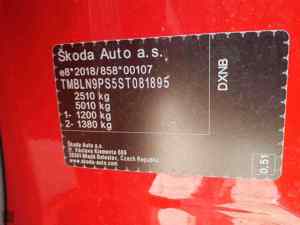 Škoda Auto a.s.
e8*2018/858*00107
TMBLN9PS5ST081895
2510 kg
5010 kg
1- 1200 kg
2- 1380 kg
Škoda Auto a.s.
Tř. Václava Klementa 869
29301 Mladá Boleslav, Czech Republic
www.skoda-auto.com
DXNB
0.51